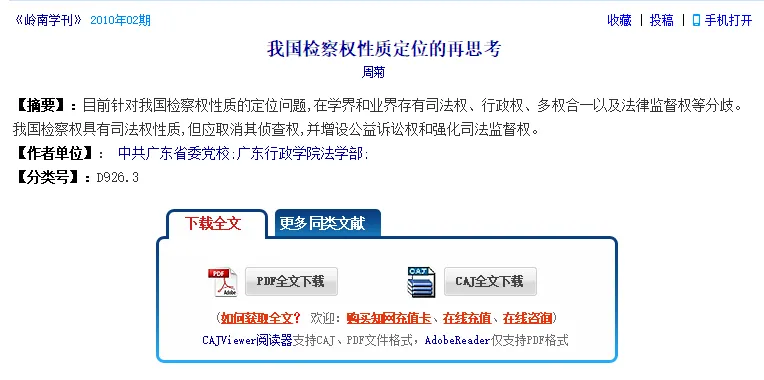 《岭南学刊》 2010年02期 收藏 | 投稿 | 手机打开
我国检察权性质定位的再思考
周菊
【摘要】:目前针对我国检察权性质的定位问题,在学界和业界存有司法权、行政权、多权合一以及法律监督权等分歧。
我国检察权具有司法权性质,但应取消其侦查权,并增设公益诉讼权和强化司法监督权。
【作者单位】: 中共广东省委党校;广东行政学院法学部;
【分类号】:D926.3
下载全文 更多同类文献
PDF Adobe PDF全文下载 CAJ CAJ全文下载
(如何获取全文? 欢迎:购买知网充值卡、在线充值、在线咨询)
CAJViewer阅读器支持CAJ、PDF文件格式,AdobeReader仅支持PDF格式